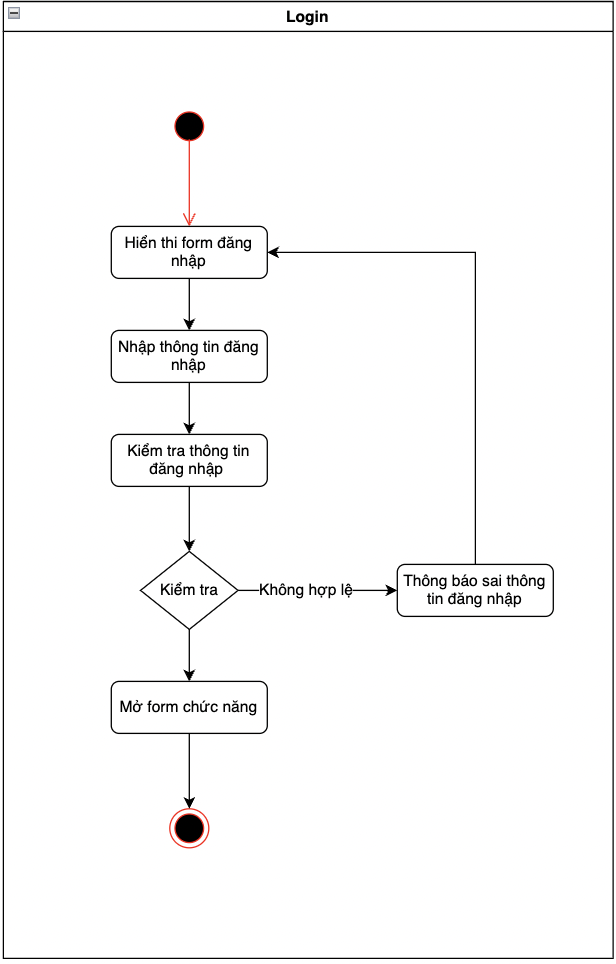 Login
Hiển thi form đăng
nhập
Nhập thông tin đăng
nhập
Kiểm tra thông tin
đăng nhập
Kiểm tra
Không hợp lệ
Thông báo sai thông
tin đăng nhập
Mở form chức năng